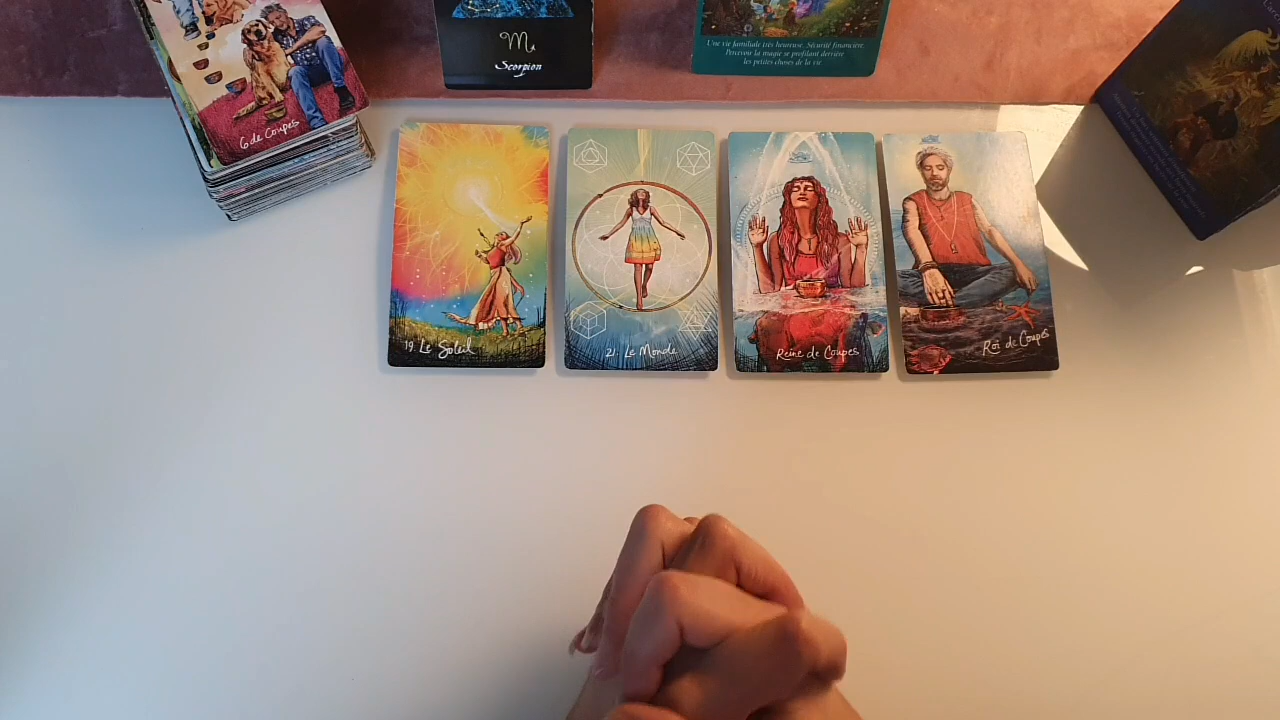 6 de Coupes
Scorpion
Une vie familiale très heureuse. Sécurité financière.
Percevoir la magie se profilant derrière
les petites choses de la vie
19 Le Soleil
21 Le Monde
Reine de Coupes
Roi de Coupes